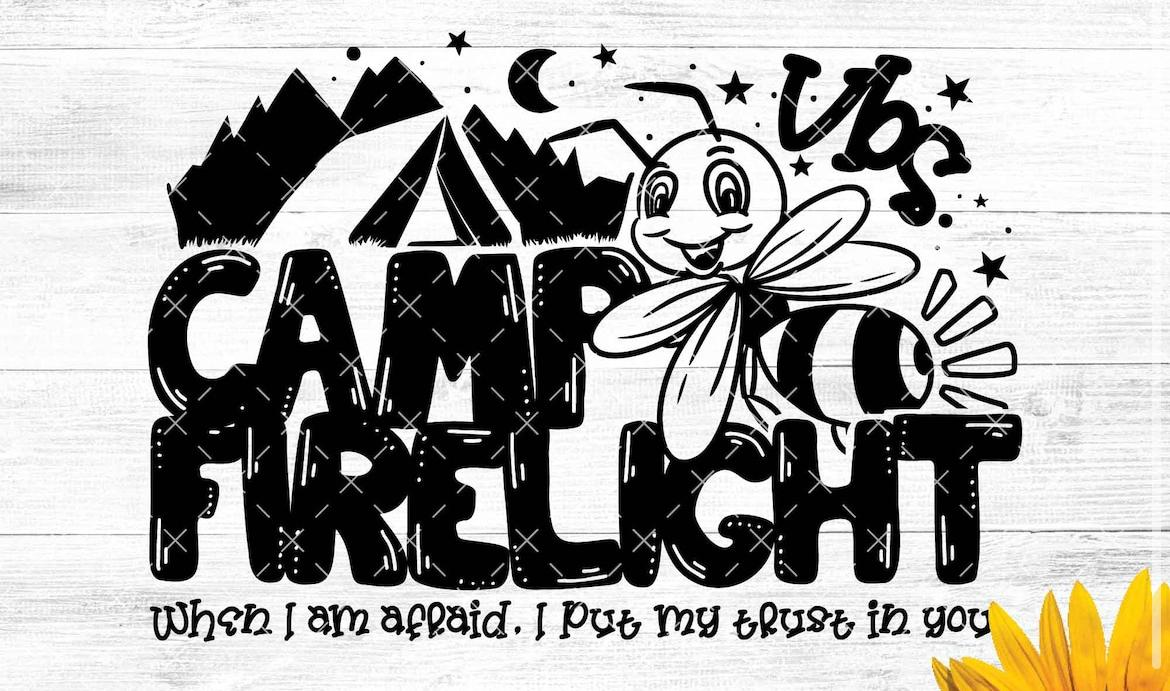 Vbs
CAMP
FIRELIGHT
When I am afraid, I put my trust in you